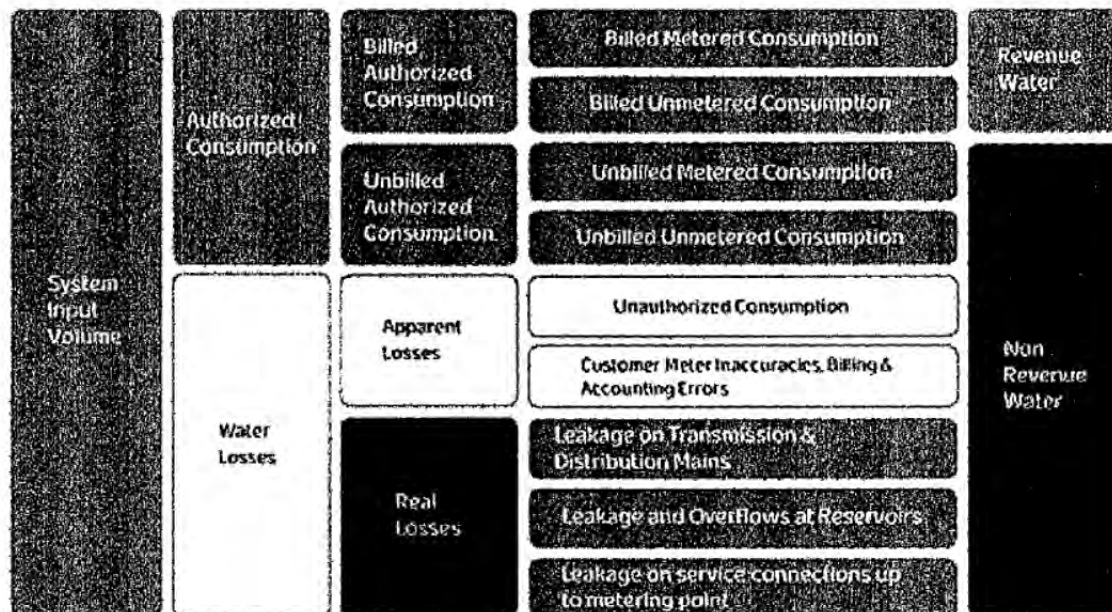 System
Input
Volume
Authorized
Consumption
Water
Losses
Billed
Authorized
Consumption
Unbilled
Authorized
Consumption.
Apparent
Losses
Real
Losses
Billed Metered Consumption
Billed Unmetered Consumption
Unbilled Metered Consumption
Unbilled Unmetered Consumption
Unauthorized Consumption
Customer Meter Inaccuracies, Billing &
Accounting Errors
Leakage on Transmission &
Distribution Mains
Leakage and Overflows at Reservoirs
Leakage on service connections up
to metering point
Revenue
Water
Non
Revenue
Water